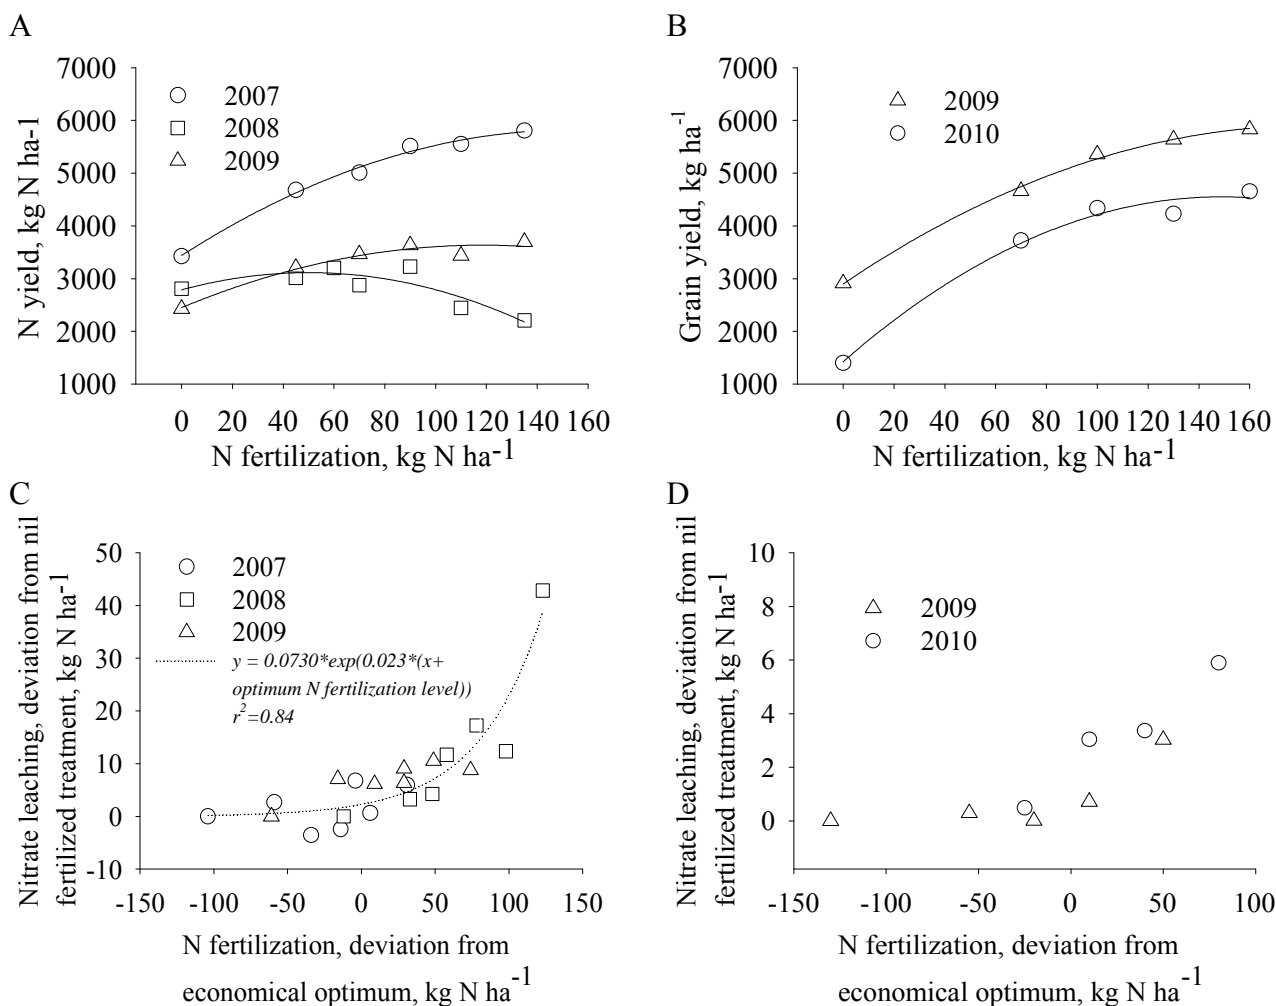 A
N yield, kg N ha-1
7000
6000
5000
4000
3000
2000
1000
2007
2008
2009
0 20 40 60 80 100 120 140 160
N fertilization, kg N ha-1
B
Grain yield, kg ha-1
7000
6000
5000
4000
3000
2000
1000
2009
2010
0 20 40 60 80 100 120 140 160
N fertilization, kg N ha-1
C
Nitrate leaching, deviation from nil
fertilized treatment, kg N ha-1
50
40
30
20
10
0
-10
2007
2008
2009
y = 0.0730*exp(0.023*(x+
optimum N fertilization level))
r2=0.84
-150 -100 -50 0 50 100 150
N fertilization, deviation from
economical optimum, kg N ha-1
D
Nitrate leaching, deviation from nil
fertilized treatment, kg N ha-1
10
8
6
4
2
0
2009
2010
-150 -100 -50 0 50 100
N fertilization, deviation from
economical optimum, kg N ha-1